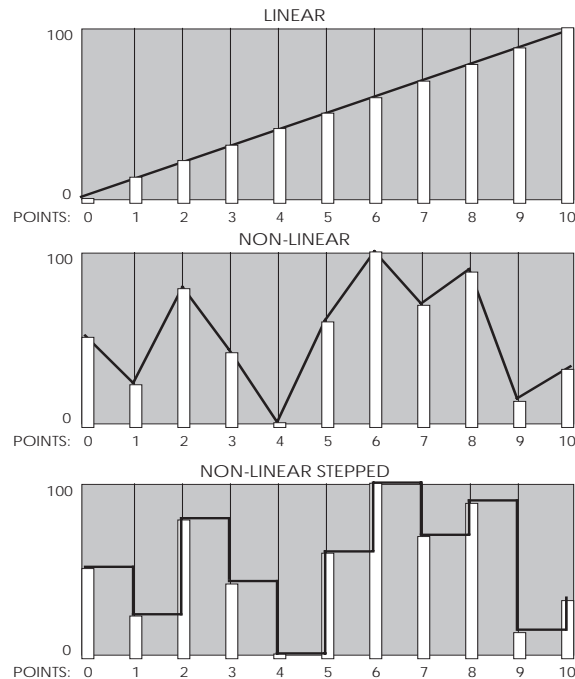 LINEAR
100
0
POINTS: 0 1 2 3 4 5 6 7 8 9 10
NON-LINEAR
100
0
POINTS: 0 1 2 3 4 5 6 7 8 9 10
NON-LINEAR STEPPED
100
0
POINTS: 0 1 2 3 4 5 6 7 8 9 10